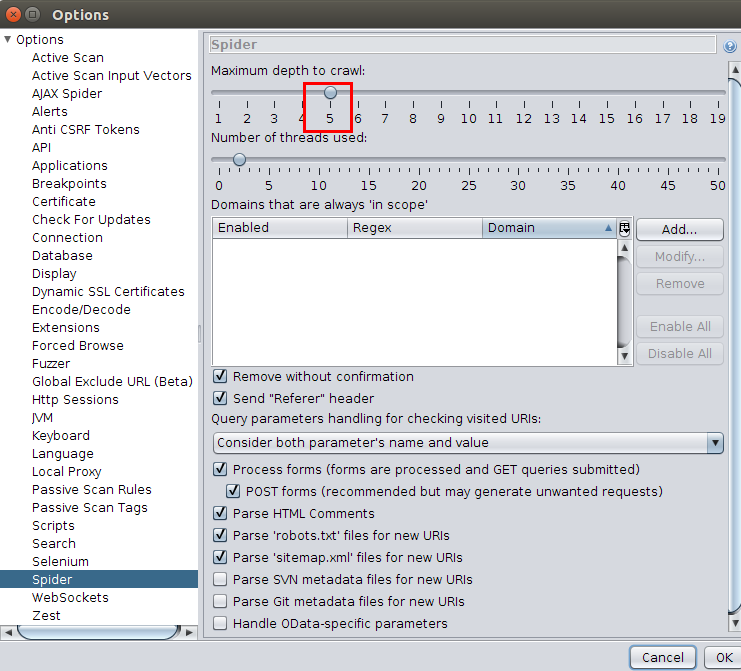 Options
Options
Active Scan
Active Scan Input Vectors
AJAX Spider
Alerts
Anti CSRF Tokens
API
Applications
Breakpoints
Certificate
Check For Updates
Connection
Database
Display
Dynamic SSL Certificates
Encode/Decode
Extensions
Forced Browse
Fuzzer
Global Exclude URL (Beta)
Http Sessions
JVM
Keyboard
Language
Local Proxy
Passive Scan Rules
Passive Scan Tags
Scripts
Search
Selenium
Spider
WebSockets
Zest
Spider
Maximum depth to crawl:
1 2 3 4 5 6 7 8 9 10 11 12 13 14 15 16 17 18 19
Number of threads used:
0 5 10 15 20 25 30 35 40 45 50
Domains that are always 'in scope'
Enabled Regex Domain
Add...
Modify...
Remove
Enable All
Disable All
Remove without confirmation
Send "Referer" header
Query parameters handling for checking visited URIs:
Consider both parameter's name and value
Process forms (forms are processed and GET queries submitted)
POST forms (recommended but may generate unwanted requests)
Parse HTML Comments
Parse 'robots.txt' files for new URIs
Parse 'sitemap.xml' files for new URIs
Parse SVN metadata files for new URIs
Parse Git metadata files for new URIs
Handle OData-specific parameters
Cancel OK